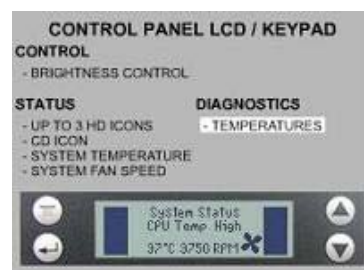 CONTROL PANEL LCD / KEYPAD
CONTROL
- BRIGHTNESS CONTROL
STATUS
- UP TO 3 HD ICONS
- CD ICON
- SYSTEM TEMPERATURE
- SYSTEM FAN SPEED
DIAGNOSTICS
- TEMPERATURES
System Status
CPU Temp High
37°C 3750 RPM